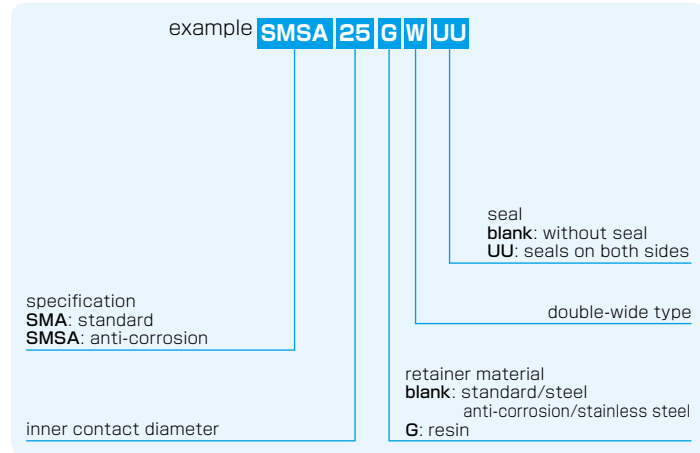 example SMSA 25 G W UU
seal
blank: without seal
UU: seals on both sides
double-wide type
specification
SMA: standard
SMSA: anti-corrosion
retainer material
blank: standard/steel
anti-corrosion/stainless steel
G: resin
inner contact diameter